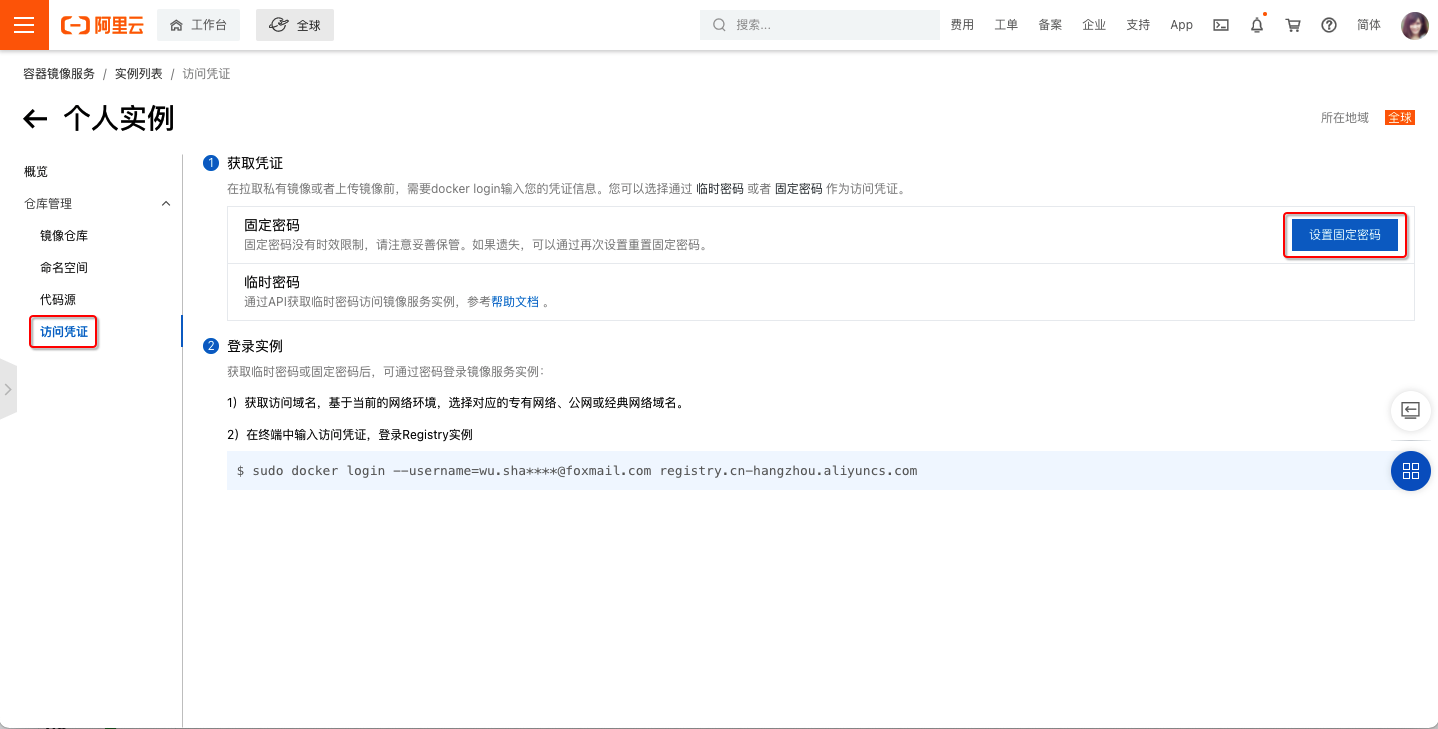 阿里云 工作台 全球 搜索... 费用 工单 备案 企业 支持 App 简体
容器镜像服务 / 实例列表 / 访问凭证
个人实例
所在地域 全球
概览
仓库管理
镜像仓库
命名空间
代码源
访问凭证
1 获取凭证
在拉取私有镜像或者上传镜像前，需要docker login输入您的凭证信息。您可以选择通过 临时密码 或者 固定密码 作为访问凭证。
固定密码
固定密码没有时效限制，请注意妥善保管。如果遗失，可以通过再次设置重置固定密码。
设置固定密码
临时密码
通过API获取临时密码访问镜像服务实例，参考帮助文档 。
2 登录实例
获取临时密码或固定密码后，可通过密码登录镜像服务实例：
1）获取访问域名，基于当前的网络环境，选择对应的专有网络、公网或经典网络域名。
2）在终端中输入访问凭证，登录Registry实例
$ sudo docker login --username=wu.sha****@foxmail.com registry.cn-hangzhou.aliyuncs.com